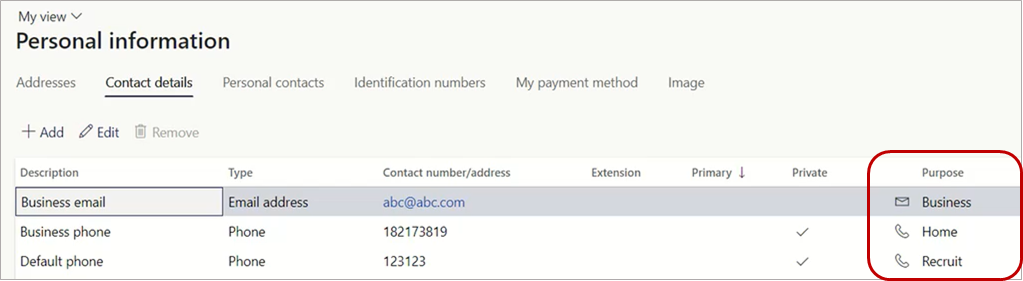 My view
Personal information
Addresses Contact details Personal contacts Identification numbers My payment method Image
Add Edit Remove
Description Type Contact number/address Extension Primary ↓ Private Purpose
Business email Email address abc@abc.com Business
Business phone Phone 182173819 Home
Default phone Phone 123123 Recruit